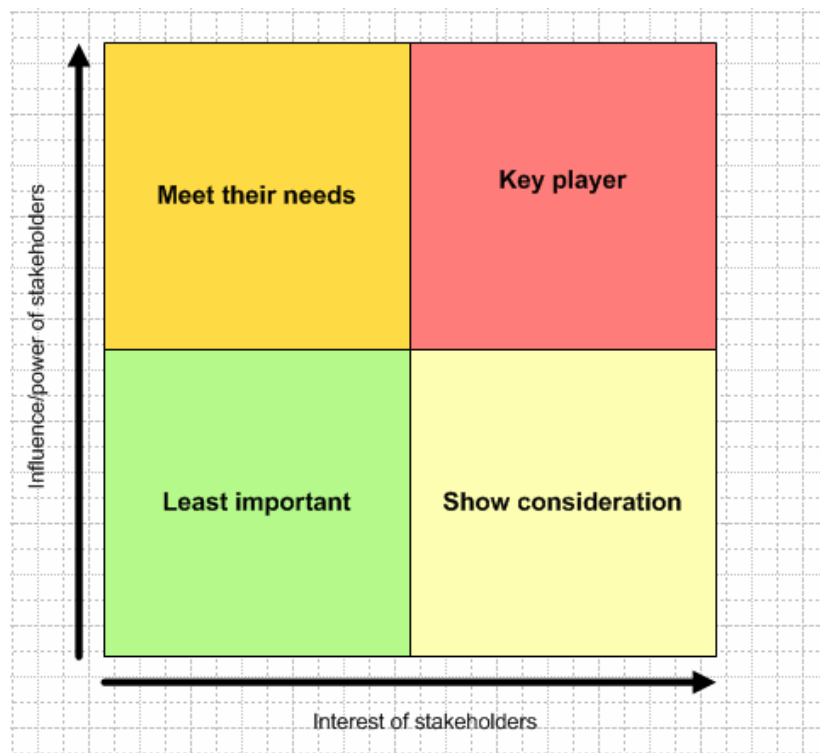 Influence/power of stakeholders
Meet their needs
Key player
Least important
Show consideration
Interest of stakeholders